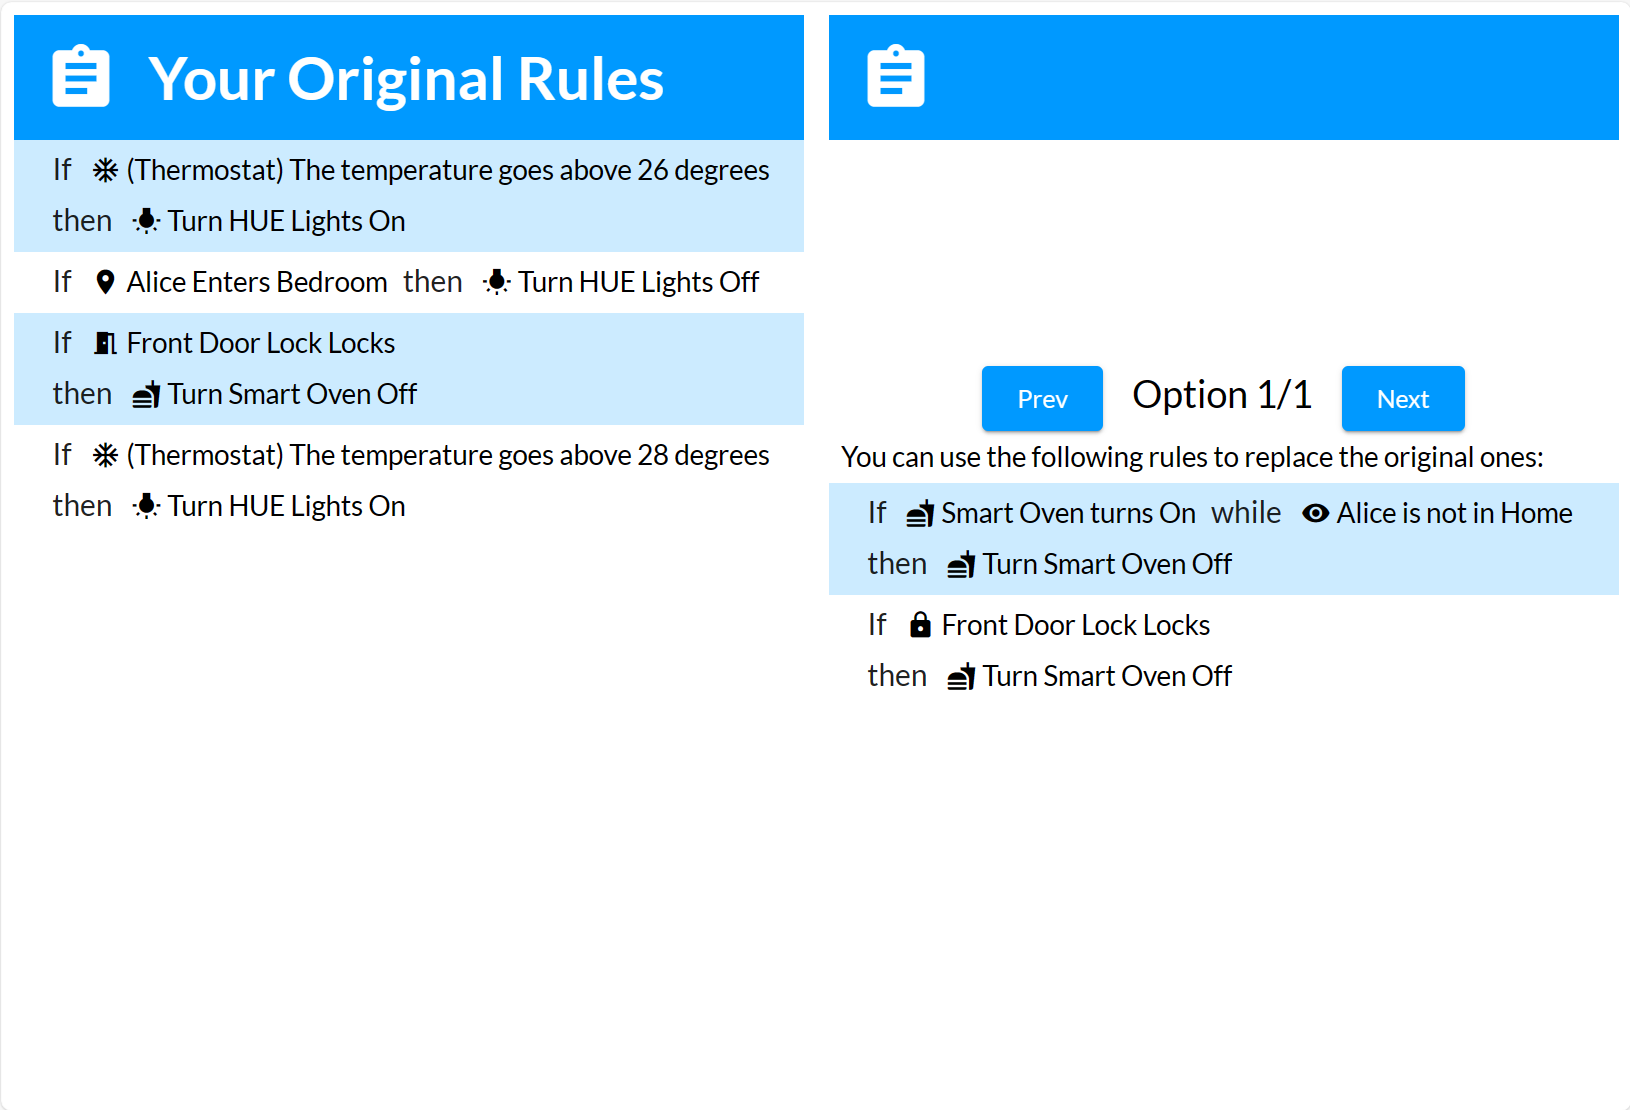 Your Original Rules
If (Thermostat) The temperature goes above 26 degrees
then Turn HUE Lights On
If Alice Enters Bedroom then Turn HUE Lights Off
If Front Door Lock Locks
then Turn Smart Oven Off
If (Thermostat) The temperature goes above 28 degrees
then Turn HUE Lights On
Prev Option 1/1 Next
You can use the following rules to replace the original ones:
If Smart Oven turns On while Alice is not in Home
then Turn Smart Oven Off
If Front Door Lock Locks
then Turn Smart Oven Off